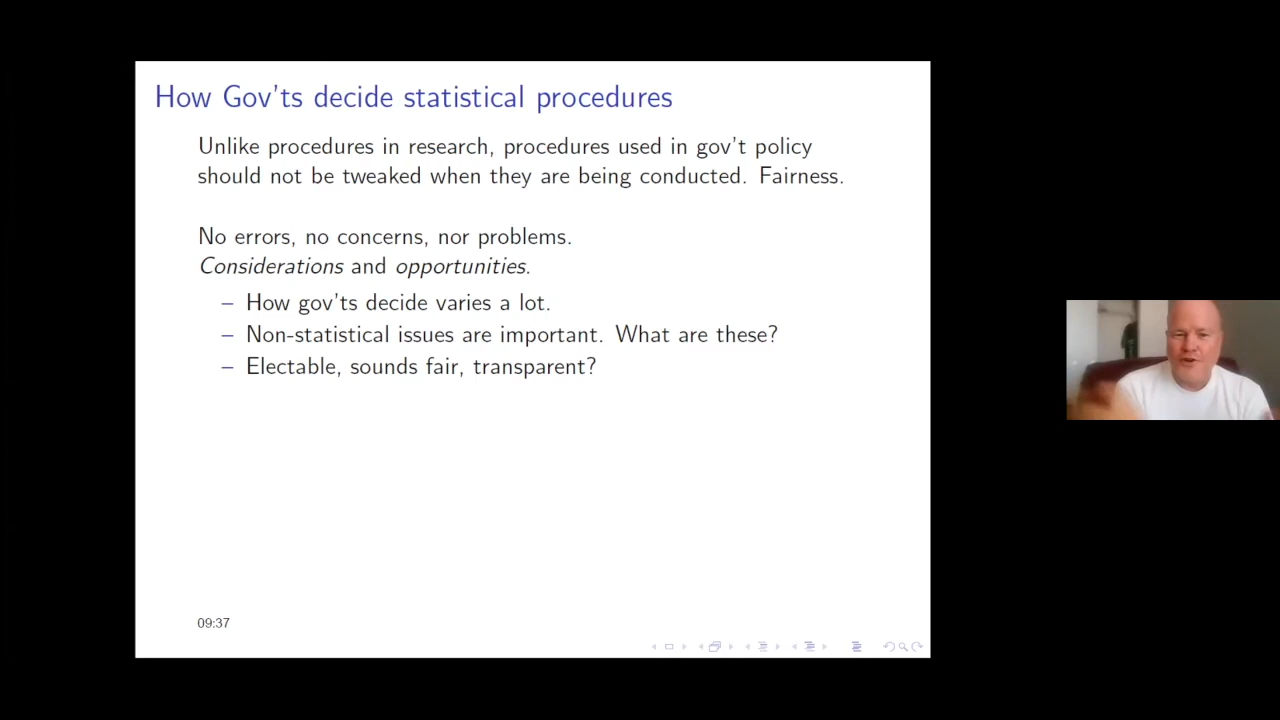 How Gov'ts decide statistical procedures
Unlike procedures in research, procedures used in gov't policy
should not be tweaked when they are being conducted. Fairness.
No errors, no concerns, nor problems.
Considerations and opportunities.
– How gov'ts decide varies a lot.
– Non-statistical issues are important. What are these?
– Electable, sounds fair, transparent?
09:37